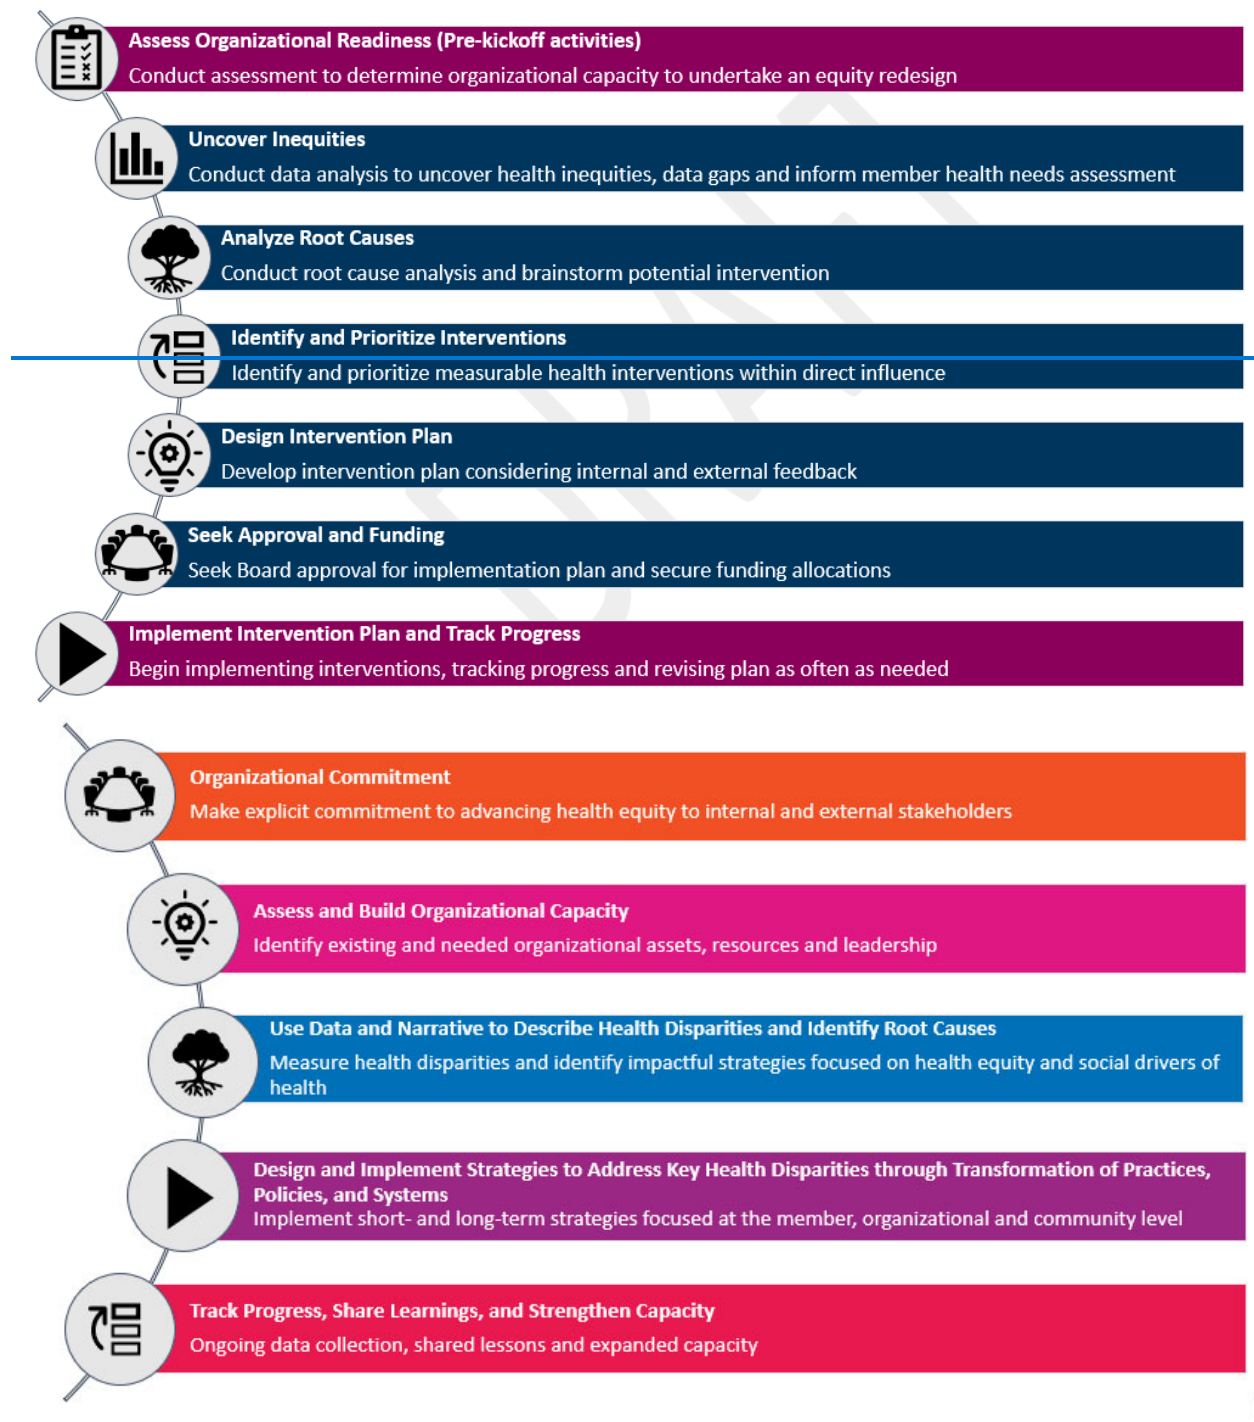 Assess Organizational Readiness (Pre-kickoff activities)
Conduct assessment to determine organizational capacity to undertake an equity redesign
Uncover Inequities
Conduct data analysis to uncover health inequities, data gaps and inform member health needs assessment
Analyze Root Causes
Conduct root cause analysis and brainstorm potential intervention
Identify and Prioritize Interventions
Identify and prioritize measurable health interventions within direct influence
Design Intervention Plan
Develop intervention plan considering internal and external feedback
Seek Approval and Funding
Seek Board approval for implementation plan and secure funding allocations
Implement Intervention Plan and Track Progress
Begin implementing interventions, tracking progress and revising plan as often as needed
DRAFT
Organizational Commitment
Make explicit commitment to advancing health equity to internal and external stakeholders
Assess and Build Organizational Capacity
Identify existing and needed organizational assets, resources and leadership
Use Data and Narrative to Describe Health Disparities and Identify Root Causes
Measure health disparities and identify impactful strategies focused on health equity and social drivers of
health
Design and Implement Strategies to Address Key Health Disparities through Transformation of Practices,
Policies, and Systems
Implement short- and long-term strategies focused at the member, organizational and community level
Track Progress, Share Learnings, and Strengthen Capacity
Ongoing data collection, shared lessons and expanded capacity